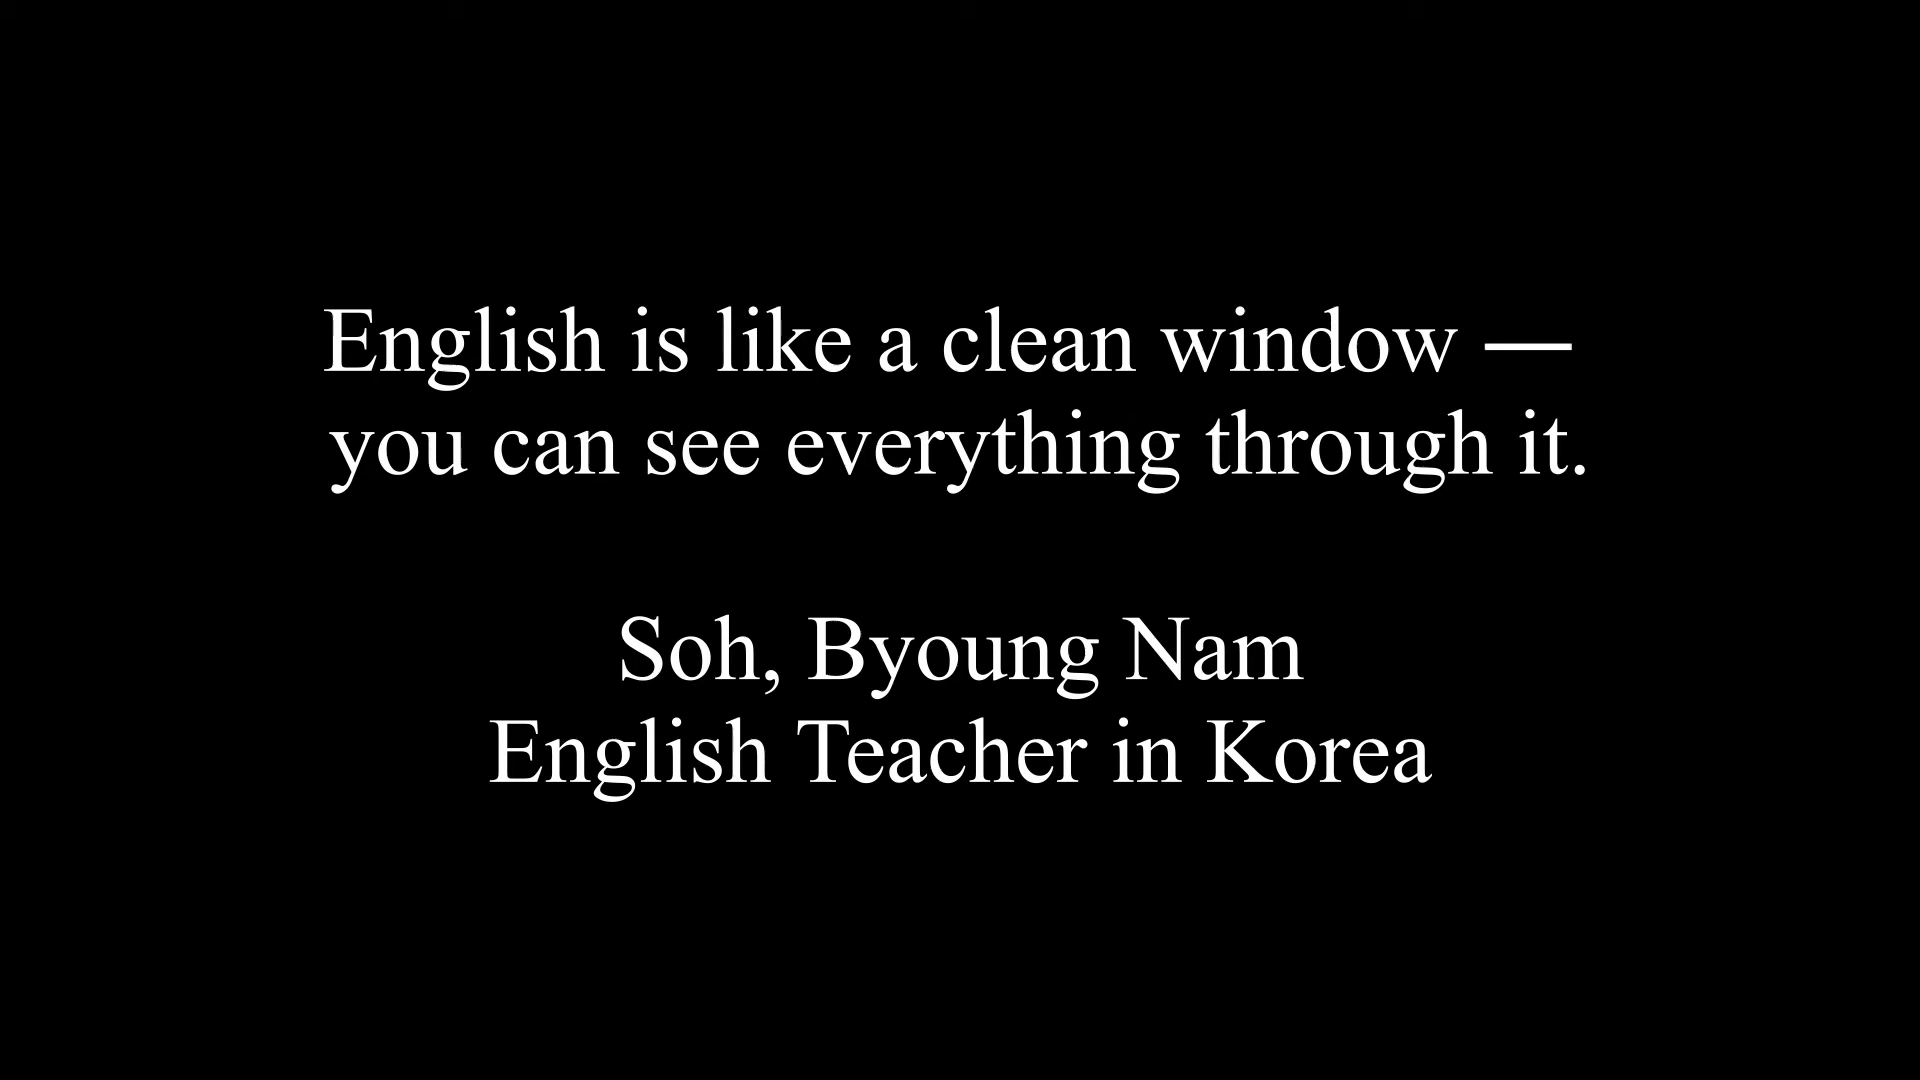 English is like a clean window —
you can see everything through it.
Soh, Byoung Nam
English Teacher in Korea